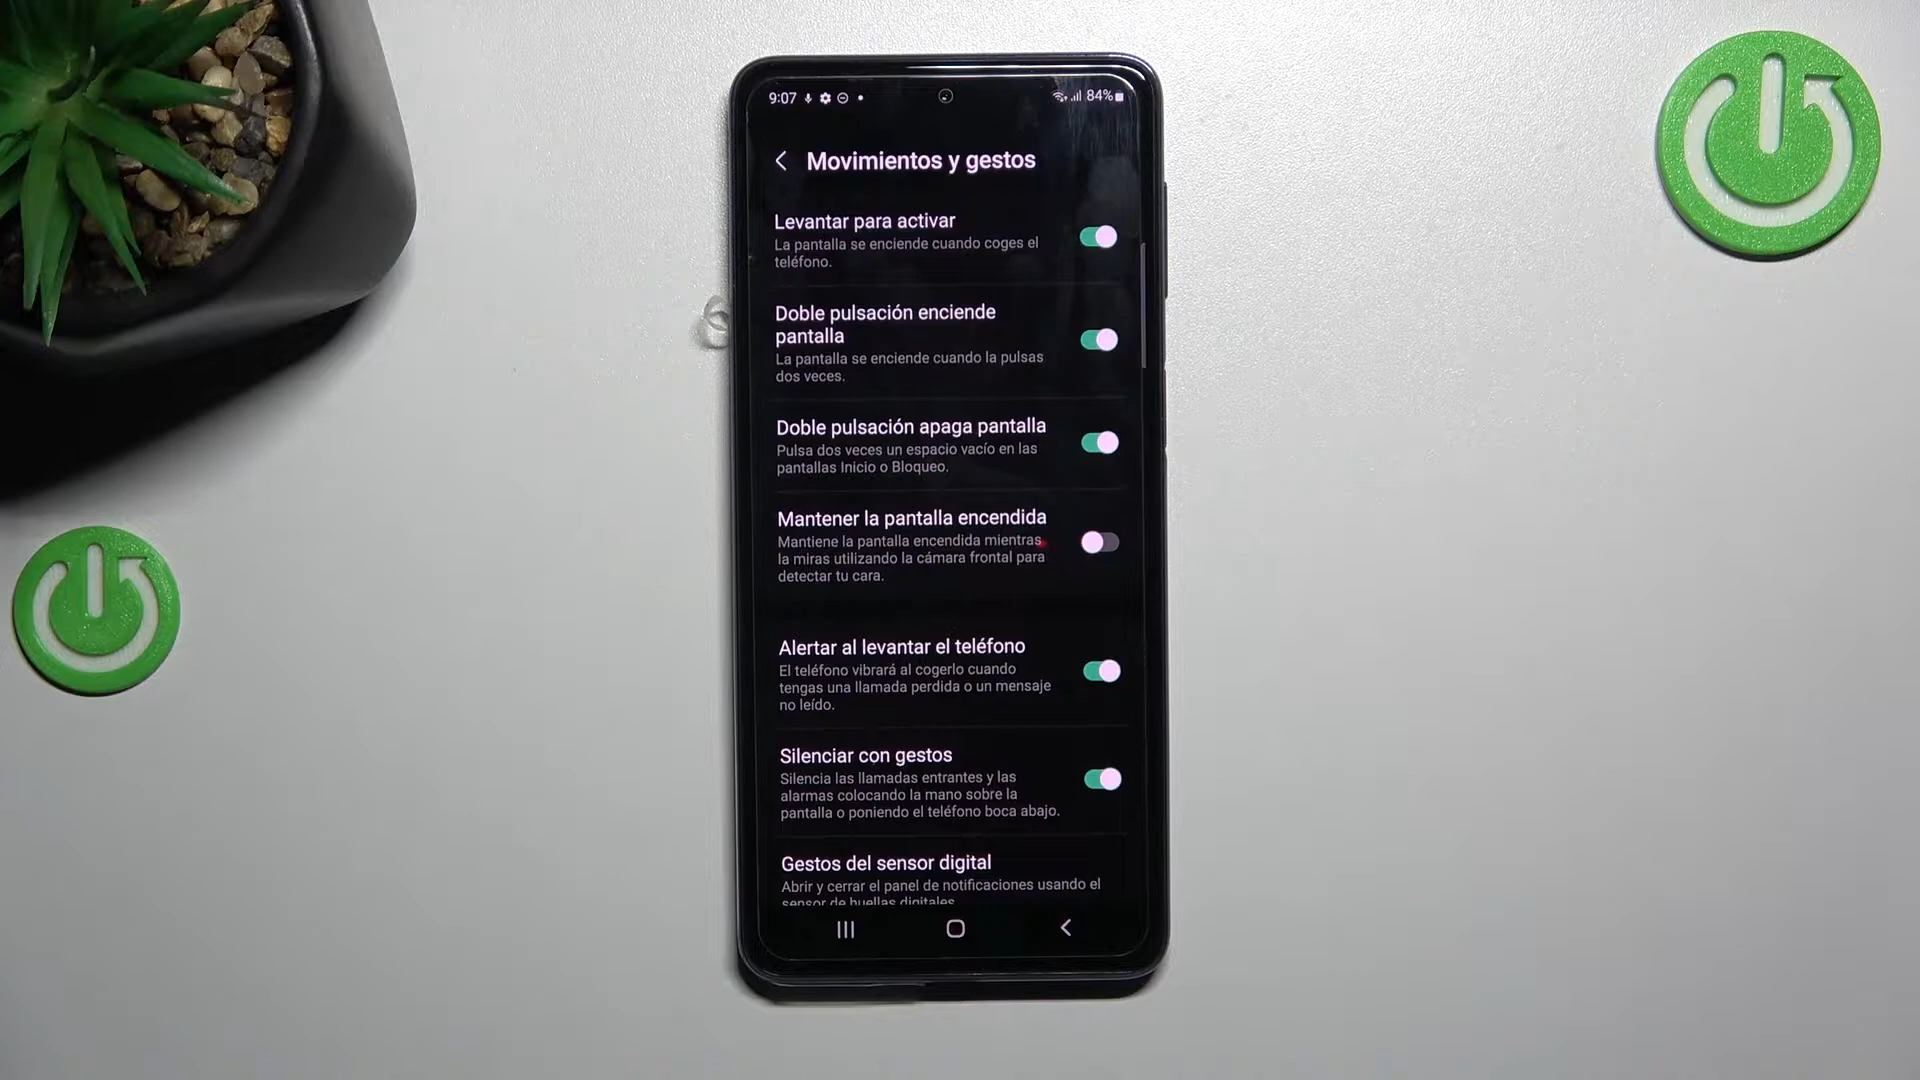 9:07
84%
Movimientos y gestos
Levantar para activar
La pantalla se enciende cuando coges el
teléfono.
Doble pulsación enciende
pantalla
La pantalla se enciende cuando la pulsas
dos veces.
Doble pulsación apaga pantalla
Pulsa dos veces un espacio vacío en las
pantallas Inicio o Bloqueo.
Mantener la pantalla encendida
Mantiene la pantalla encendida mientras
la miras utilizando la cámara frontal para
detectar tu cara.
Alertar al levantar el teléfono
El teléfono vibrará al cogerlo cuando
tengas una llamada perdida o un mensaje
no leído.
Silenciar con gestos
Silencia las llamadas entrantes y las
alarmas colocando la mano sobre la
pantalla o poniendo el teléfono boca abajo.
Gestos del sensor digital
Abrir y cerrar el panel de notificaciones usando el
sensor de huellas digitales